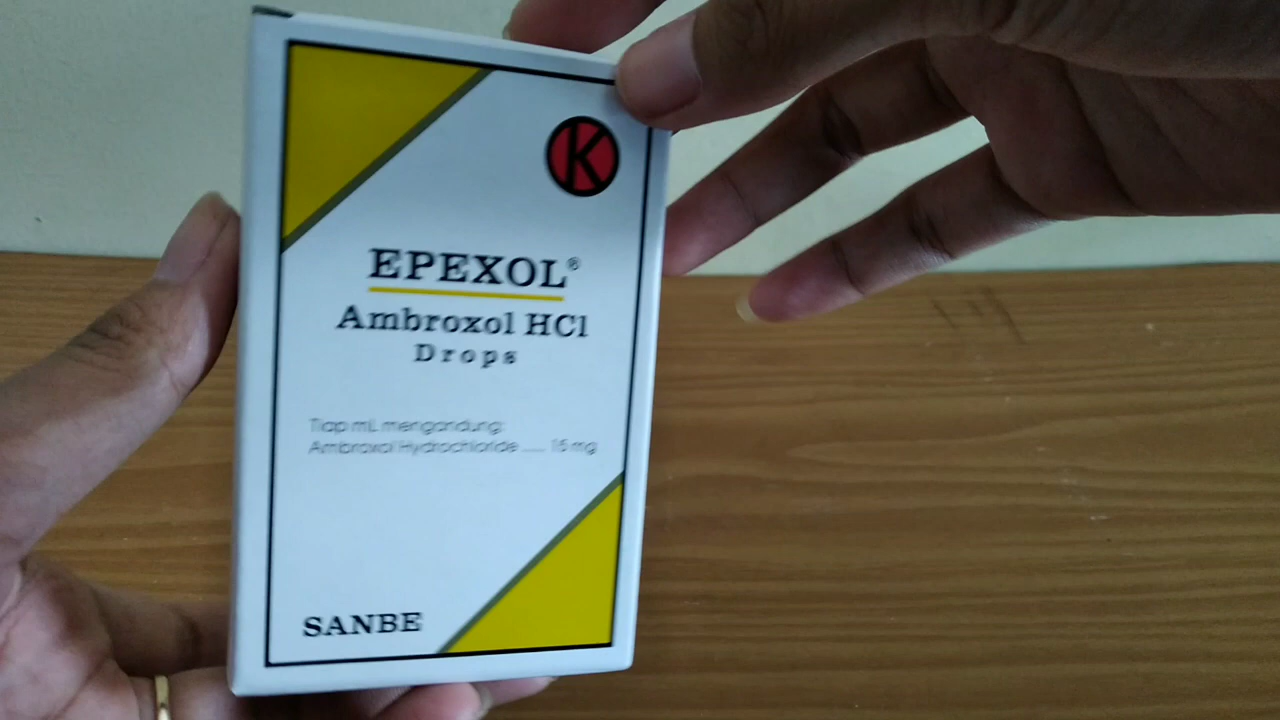 K
EPEXOL®
Ambroxol HCl
Drops
Tiap mL mengandung:
Ambroxol Hydrochloride ..... 15 mg
SANBE